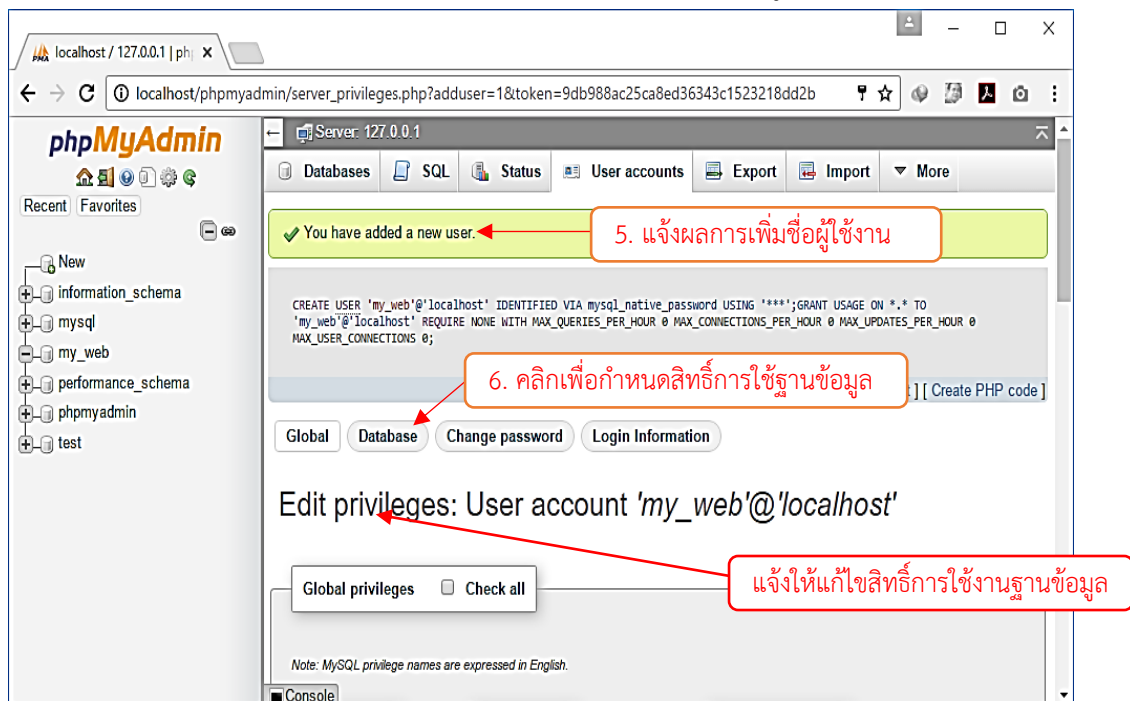 localhost / 127.0.0.1 | ph
localhost/phpmyadmin/server_privileges.php?adduser=1&token=9db988ac25ca8ed36343c1523218dd2b
phpMyAdmin
Recent Favorites
New
information_schema
mysql
my_web
performance_schema
phpmyadmin
test
Server: 127.0.0.1
Databases SQL Status User accounts Export Import More
You have added a new user.
5. แจ้งผลการเพิ่มชื่อผู้ใช้งาน
CREATE USER 'my_web'@'localhost' IDENTIFIED VIA mysql_native_password USING '***';GRANT USAGE ON *.* TO
'my_web'@'localhost' REQUIRE NONE WITH MAX_QUERIES_PER_HOUR 0 MAX_CONNECTIONS_PER_HOUR 0 MAX_UPDATES_PER_HOUR 0
MAX_USER_CONNECTIONS 0;
6. คลิกเพื่อกำหนดสิทธิ์การใช้ฐานข้อมูล
] [ Create PHP code ]
Global Database Change password Login Information
Edit privileges: User account 'my_web'@'localhost'
แจ้งให้แก้ไขสิทธิ์การใช้งานฐานข้อมูล
Global privileges Check all
Note: MySQL privilege names are expressed in English.
Console